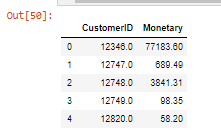 Out[50]:
CustomerID Monetary
0 12346.0 77183.60
1 12747.0 689.49
2 12748.0 3841.31
3 12749.0 98.35
4 12820.0 58.20